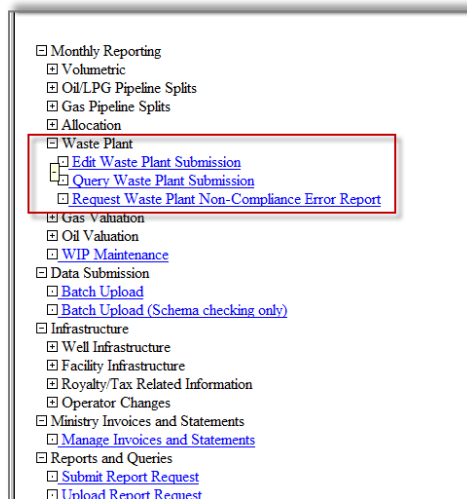 Monthly Reporting
Volumetric
Oil/LPG Pipeline Splits
Gas Pipeline Splits
Allocation
Waste Plant
Edit Waste Plant Submission
Query Waste Plant Submission
Request Waste Plant Non-Compliance Error Report
Gas Valuation
Oil Valuation
WIP Maintenance
Data Submission
Batch Upload
Batch Upload (Schema checking only)
Infrastructure
Well Infrastructure
Facility Infrastructure
Royalty/Tax Related Information
Operator Changes
Ministry Invoices and Statements
Manage Invoices and Statements
Reports and Queries
Submit Report Request
Upload Report Request